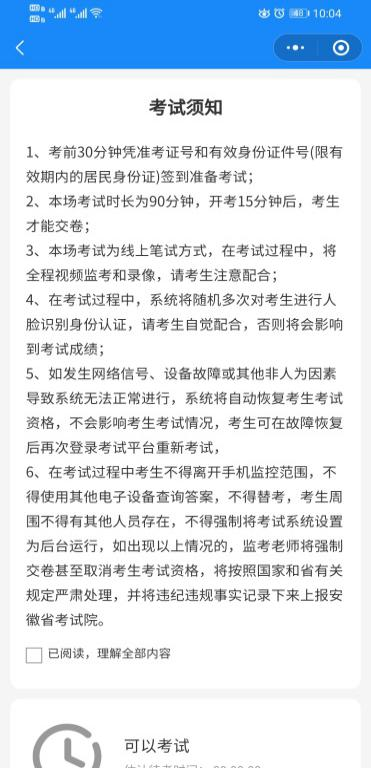 10:04
考试须知
1、考前30分钟凭准考证号和有效身份证件号(限有
效期内的居民身份证)签到准备考试；
2、本场考试时长为90分钟，开考15分钟后，考生
才能交卷；
3、本场考试为线上笔试方式，在考试过程中，将
全程视频监考和录像，请考生注意配合；
4、在考试过程中，系统将随机多次对考生进行人
脸识别身份认证，请考生自觉配合，否则将会影响
到考试成绩；
5、如发生网络信号、设备故障或其他非人为因素
导致系统无法正常进行，系统将自动恢复考生考试
资格，不会影响考生考试情况，考生可在故障恢复
后再次登录考试平台重新考试，
6、在考试过程中考生不得离开手机监控范围，不
得使用其他电子设备查询答案，不得替考，考生周
围不得有其他人员存在，不得强制将考试系统设置
为后台运行，如出现以上情况的，监考老师将强制
交卷甚至取消考生考试资格，将按照国家和省有关
规定严肃处理，并将违纪违规事实记录下来上报安
徽省考试院。
已阅读，理解全部内容
可以考试